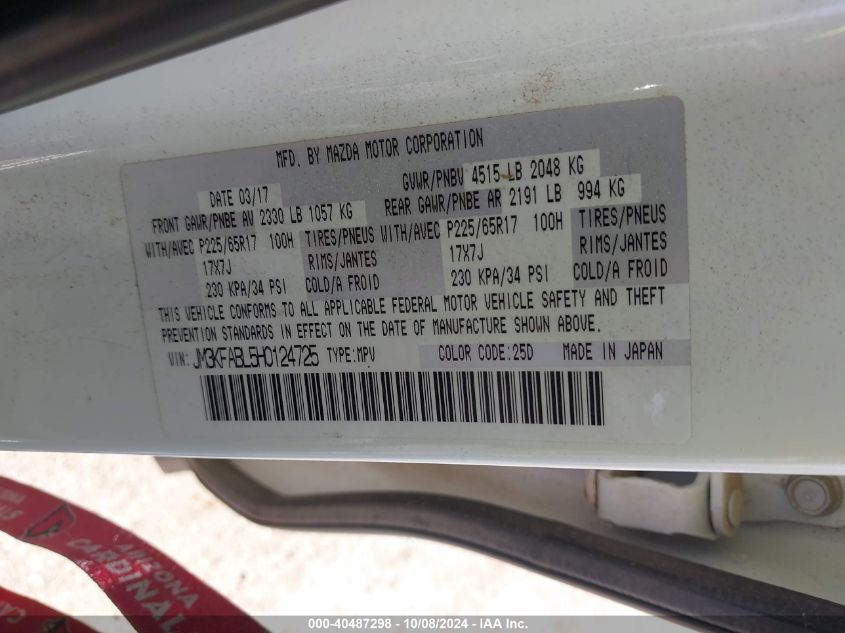 MFD. BY MAZDA MOTOR CORPORATION
DATE 03/17 GVWR/PNBV 4515 LB 2048 KG
FRONT GAWR/PNBE AV 2330 LB 1057 KG REAR GAWR/PNBE AR 2191 LB 994 KG
WITH/AVEC P225/65R17 100H TIRES/PNEUS WITH/AVEC P225/65R17 100H TIRES/PNEUS
17X7J RIMS/JANTES 17X7J RIMS/JANTES
230 KPA/34 PSI COLD/A FROID 230 KPA/34 PSI COLD/A FROID
THIS VEHICLE CONFORMS TO ALL APPLICABLE FEDERAL MOTOR VEHICLE SAFETY AND THEFT
PREVENTION STANDARDS IN EFFECT ON THE DATE OF MANUFACTURE SHOWN ABOVE.
VIN: JM3KFABL5H0124725 TYPE:MPV COLOR CODE:25D MADE IN JAPAN
ARIZONA
CARDINAL
000-40487298 - 10/08/2024 - IAA Inc.